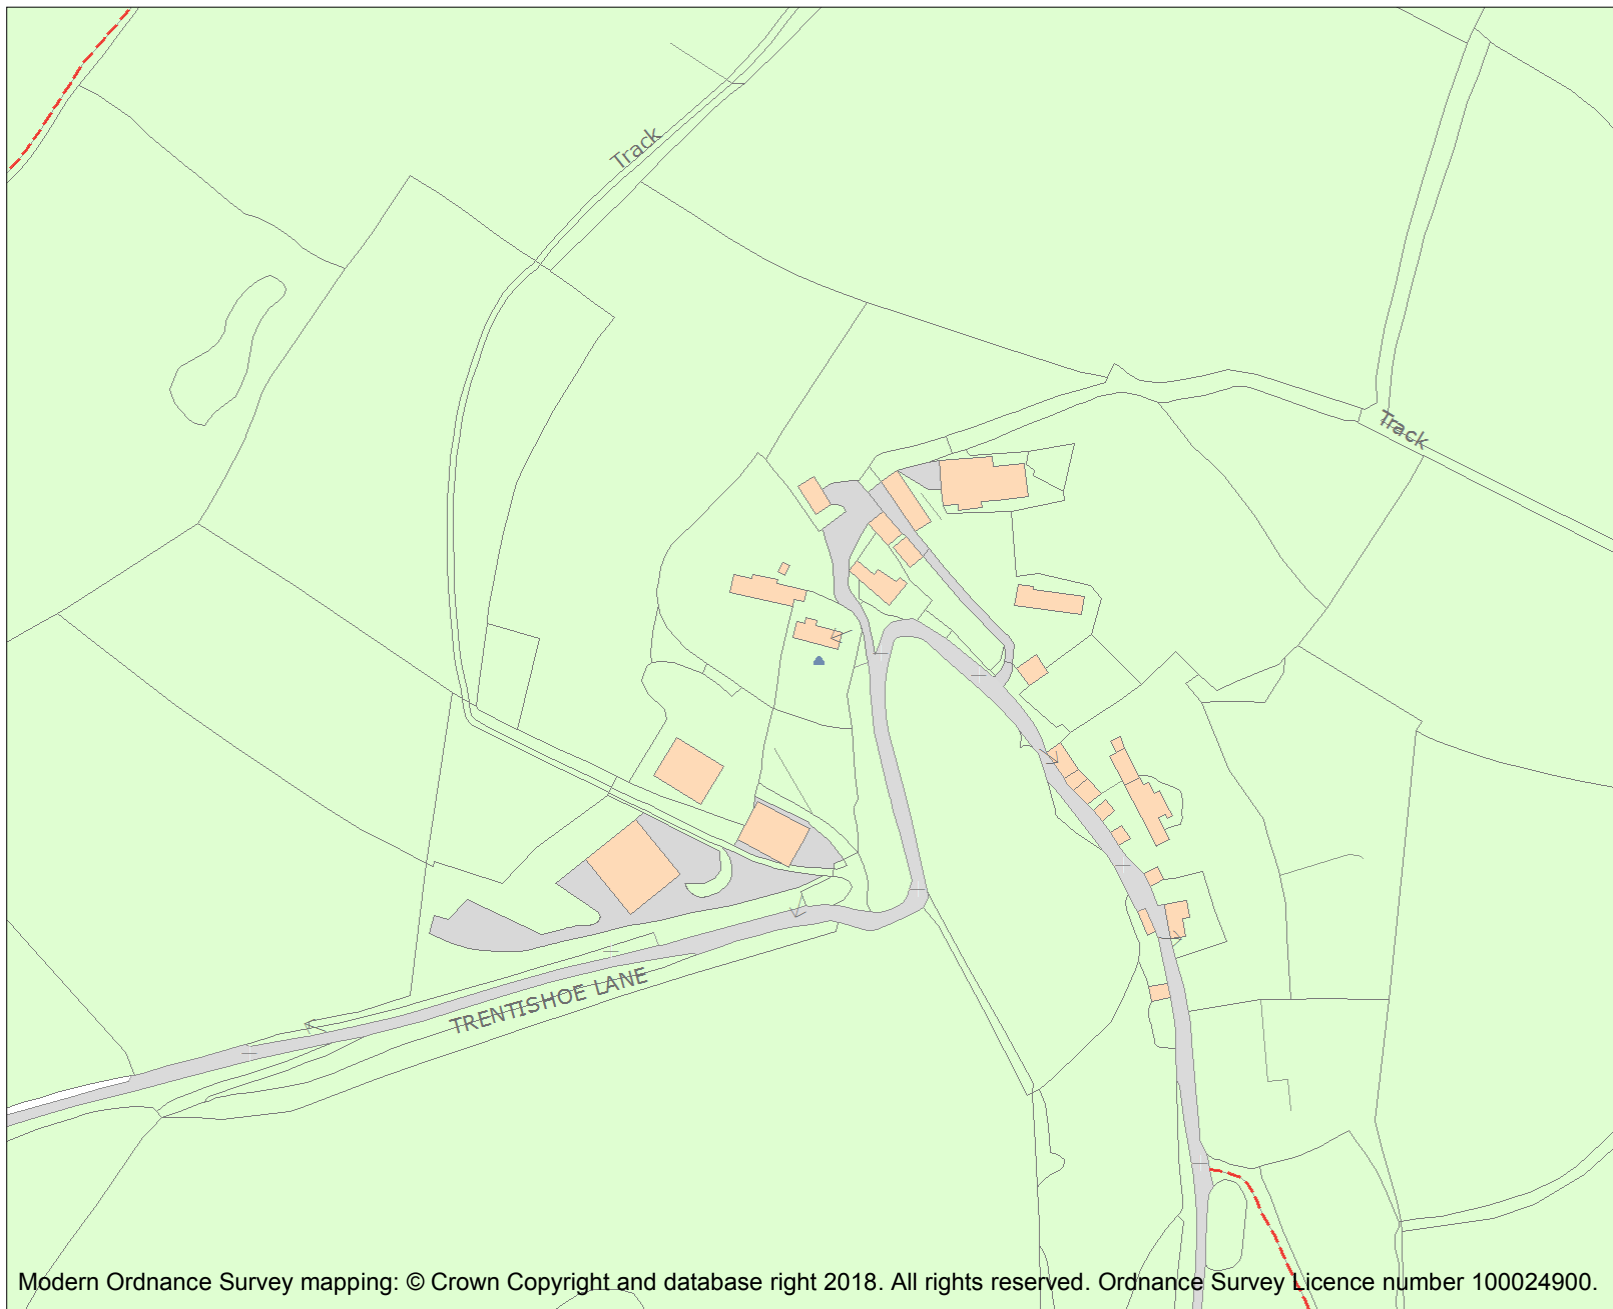 Track
Track
TRENTISHOE LANE
Modern Ordnance Survey mapping: © Crown Copyright and database right 2018. All rights reserved. Ordnance Survey Licence number 100024900.